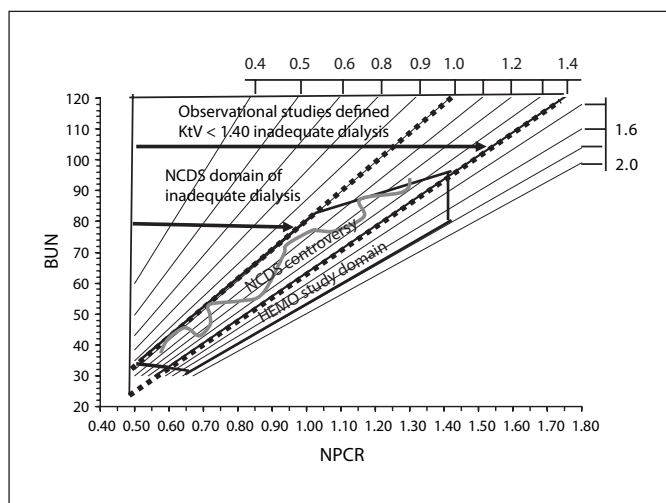 0.4 0.5 0.6 0.8 0.9 1.0 1.2 1.4
120
110
100
90
80
70
60
50
40
30
20
BUN
Observational studies defined
KtV < 1.40 inadequate dialysis
NCDS domain of
inadequate dialysis
NCDS controversy
HEMO study domain
1.6
2.0
0.40 0.50 0.60 0.70 0.80 0.90 1.00 1.10 1.20 1.30 1.40 1.50 1.60 1.70 1.80
NPCR